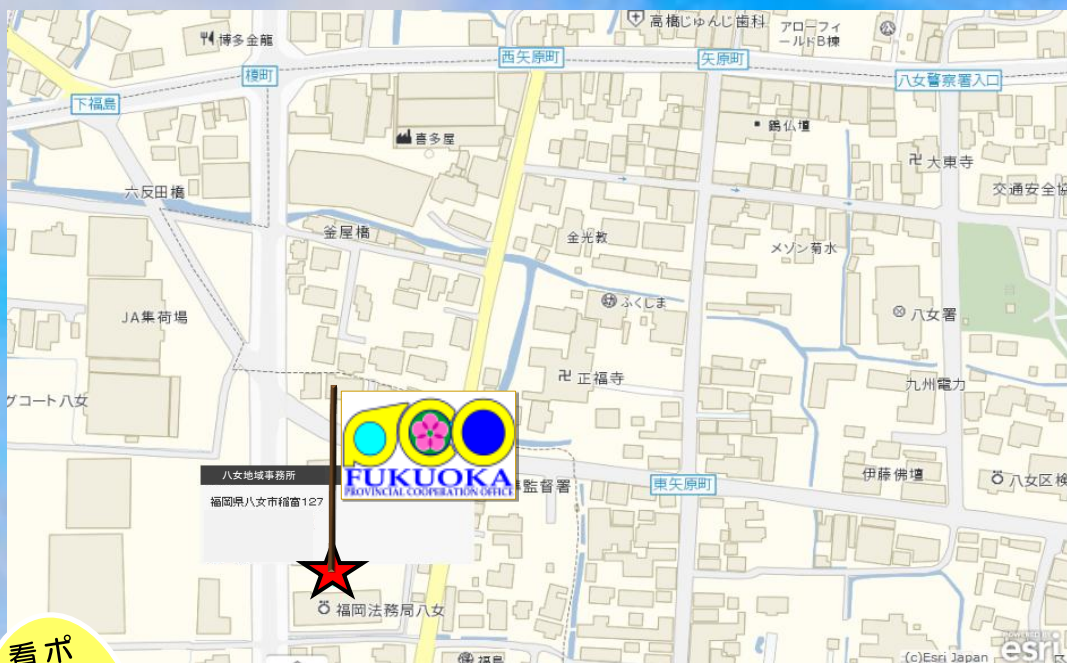 高橋じゅんじ歯科
アローフィ
ールドB棟
博多金龍
西矢原町
矢原町
榎町
八女警察署入口
下福島
鶴仏壇
喜多屋
大東寺
六反田橋
交通安全協
釜屋橋
金光教
メゾン菊水
ふくしま
JA集荷場
八女署
正福寺
九州電力
グコート八女
FUKUOKA
PROVINCIAL COOPERATION OFFICE
八女地域事務所
福岡県八女市稲富127
監督署
東矢原町
伊藤佛壇
八女区検
福岡法務局八女
看ポ
福島
(c)Esri Japan
POWERED BY
esri